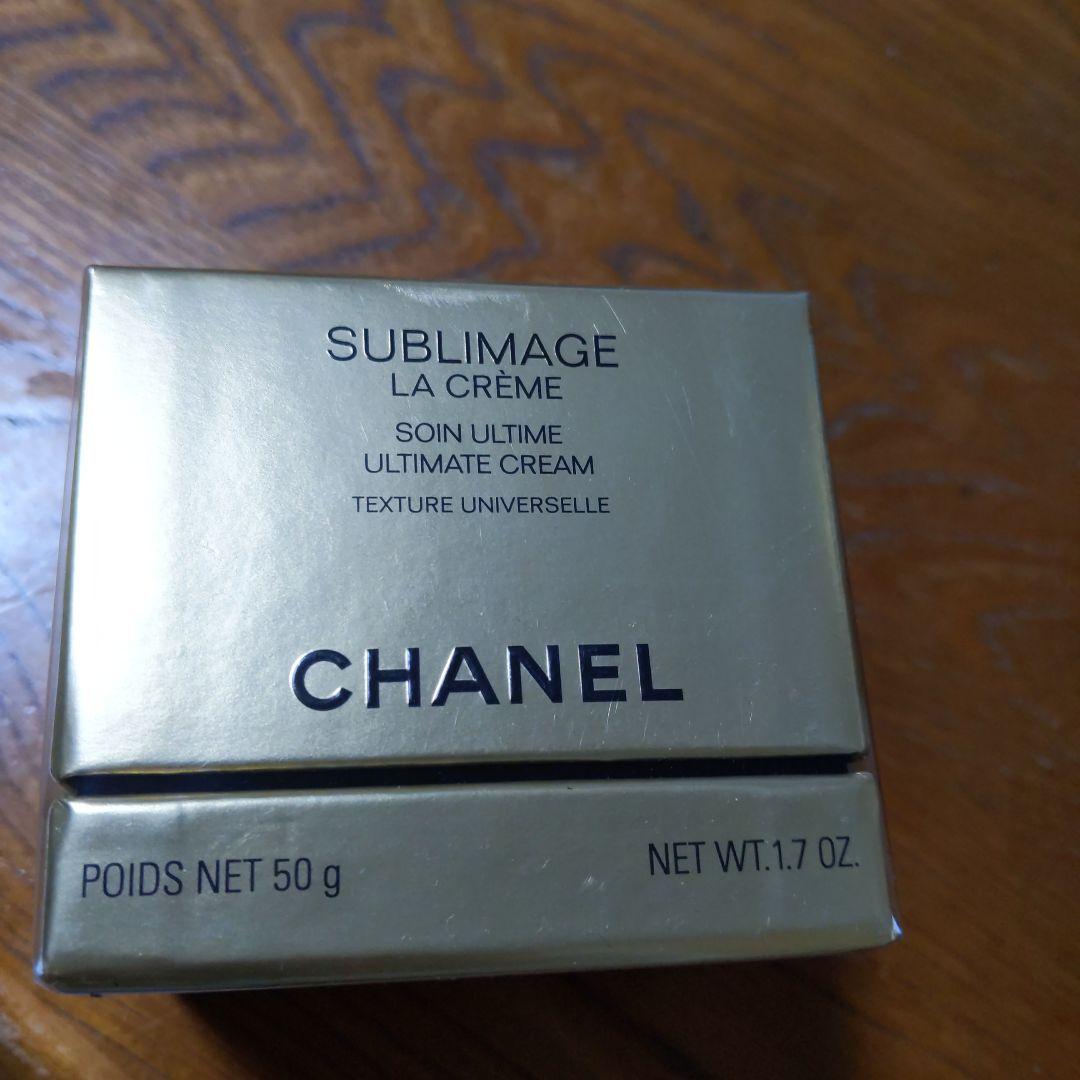 SUBLIMAGE
LA CRÈME
SOIN ULTIME
ULTIMATE CREAM
TEXTURE UNIVERSELLE
CHANEL
POIDS NET 50 g
NET WT.1.7 OZ.